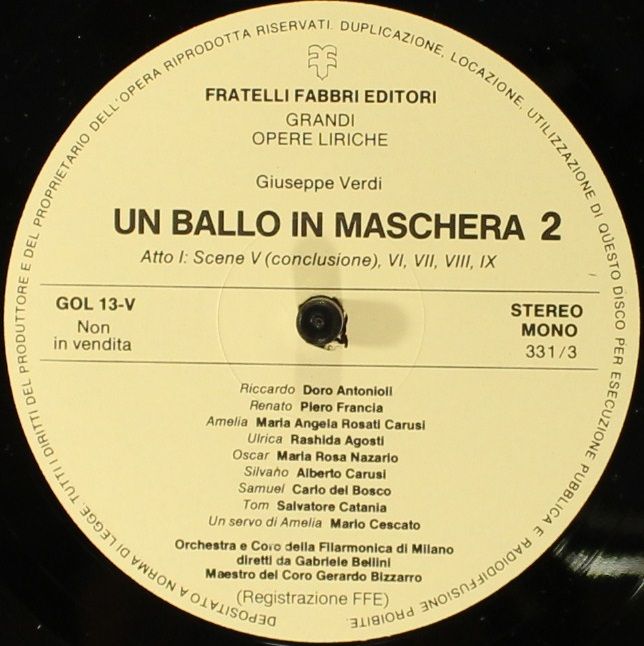 TUTTI I DIRITTI DEL PRODUTTORE E DEL PROPRIETARIO DELL'OPERA RIPRODOTTA RISERVATI. DUPLICAZIONE, LOCAZIONE, UTILIZZAZIONE DI QUESTO DISCO PER ESECUZIONE PUBBLICA E RADIODIFFUSIONE PROIBITE.
DEPOSITATO A NORMA DI LEGGE.
FRATELLI FABBRI EDITORI
GRANDI
OPERE LIRICHE
Giuseppe Verdi
UN BALLO IN MASCHERA 2
Atto I: Scene V (conclusione), VI, VII, VIII, IX
GOL 13-V
Non
in vendita
STEREO
MONO
331/3
Riccardo Doro Antonioli
Renato Piero Francia
Amelia Maria Angela Rosati Carusi
Ulrica Rashida Agosti
Oscar Maria Rosa Nazario
Silvano Alberto Carusi
Samuel Carlo del Bosco
Tom Salvatore Catania
Un servo di Amelia Mario Cescato
Orchestra e Coro della Filarmonica di Milano
diretti da Gabriele Bellini
Maestro del Coro Gerardo Bizzarro
(Registrazione FFE)